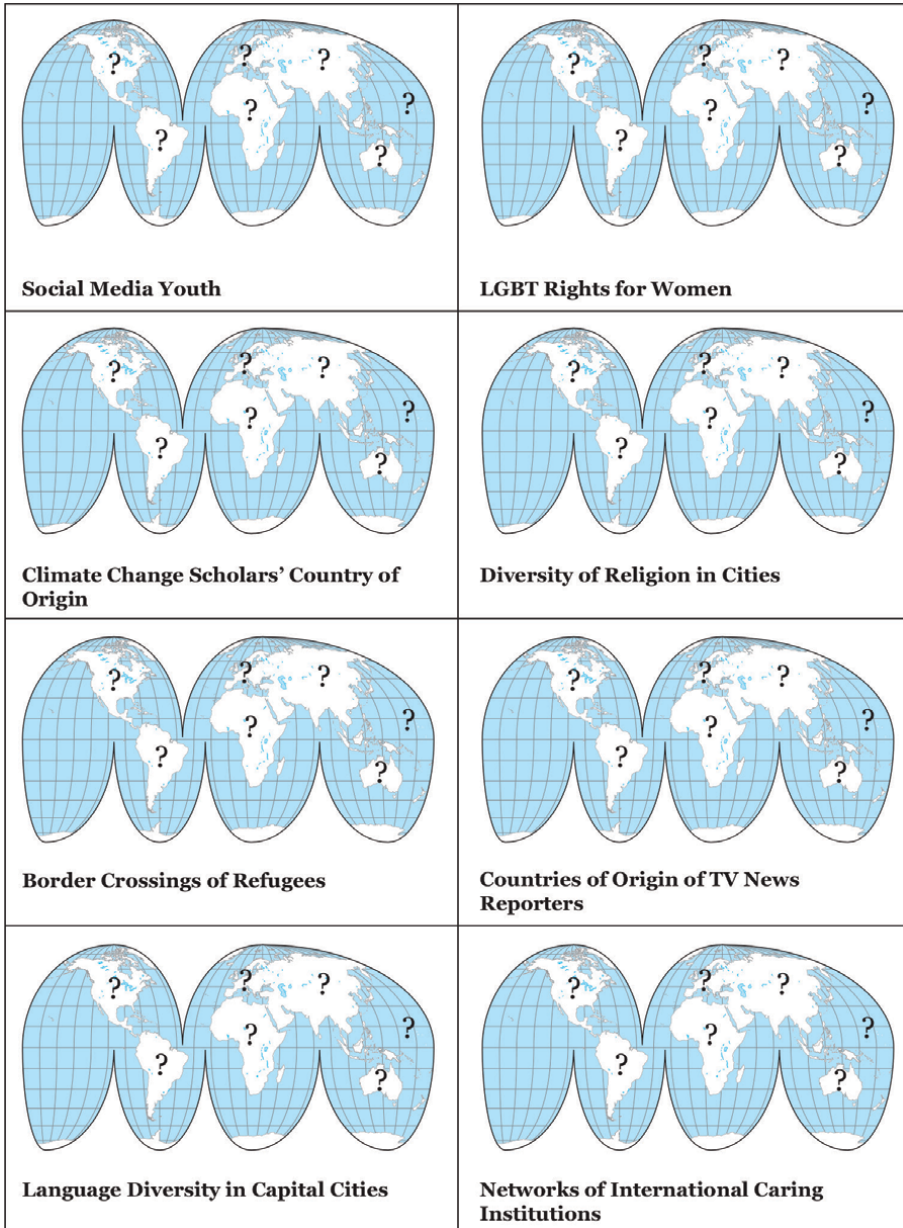 ? ? ? ? ? ? ?
Social Media Youth
? ? ? ? ? ? ?
LGBT Rights for Women
? ? ? ? ? ? ?
Climate Change Scholars’ Country of
Origin
? ? ? ? ? ? ?
Diversity of Religion in Cities
? ? ? ? ? ? ?
Border Crossings of Refugees
? ? ? ? ? ? ?
Countries of Origin of TV News
Reporters
? ? ? ? ? ? ?
Language Diversity in Capital Cities
? ? ? ? ? ? ?
Networks of International Caring
Institutions